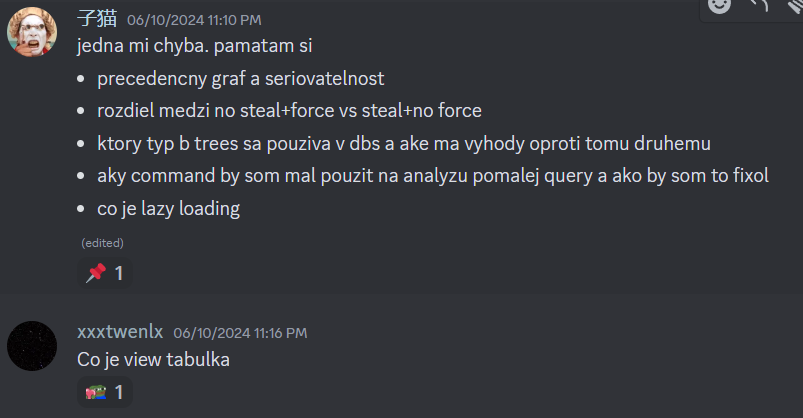 子猫 06/10/2024 11:10 PM
jedna mi chyba. pamatam si
• precedencny graf a seriovatelnost
• rozdiel medzi no steal+force vs steal+no force
• ktory typ b trees sa pouziva v dbs a ake ma vyhody oproti tomu druhemu
• aky command by som mal pouzit na analyzu pomalej query a ako by som to fixol
• co je lazy loading
(edited)
1
xxxtwenlx 06/10/2024 11:16 PM
Co je view tabulka
1